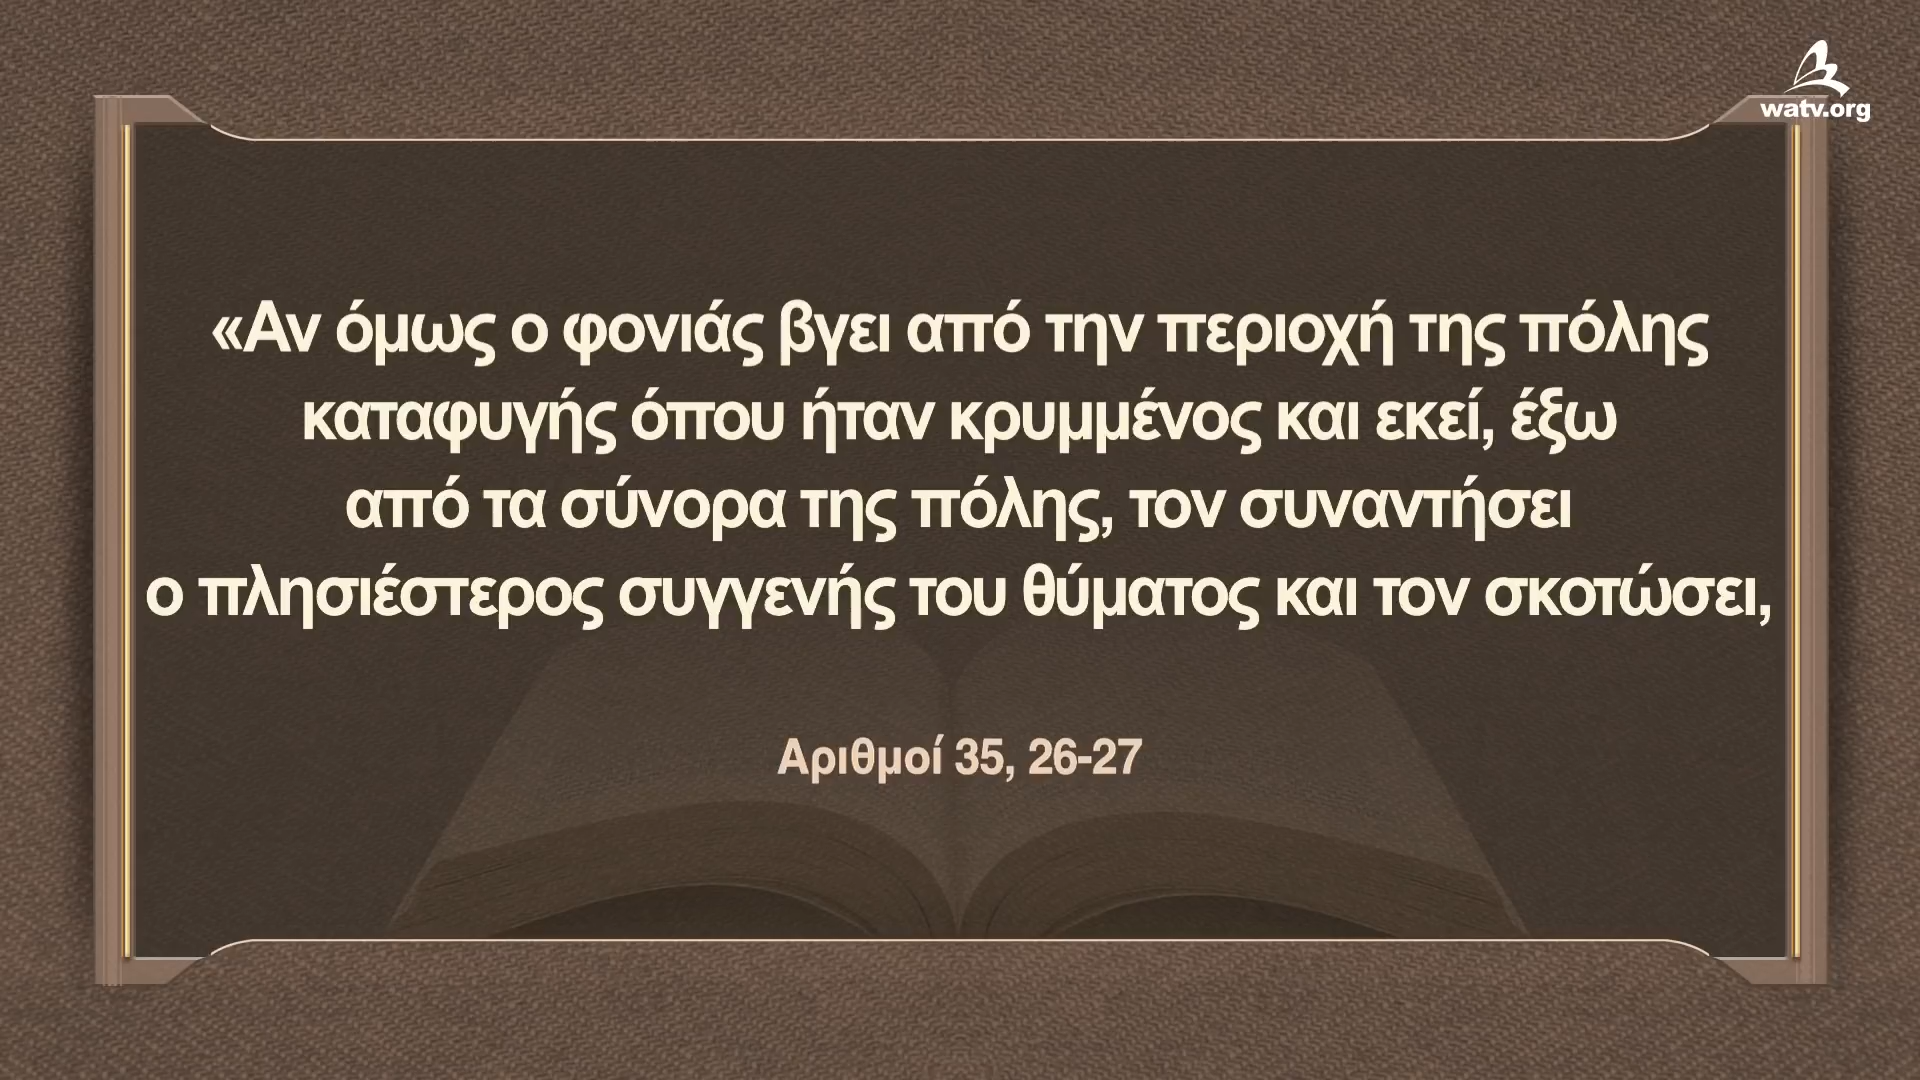 watv.org
«Αν όμως ο φονιάς βγει από την περιοχή της πόλης
καταφυγής όπου ήταν κρυμμένος και εκεί, έξω
από τα σύνορα της πόλης, τον συναντήσει
ο πλησιέστερος συγγενής του θύματος και τον σκοτώσει,
Αριθμοί 35, 26-27